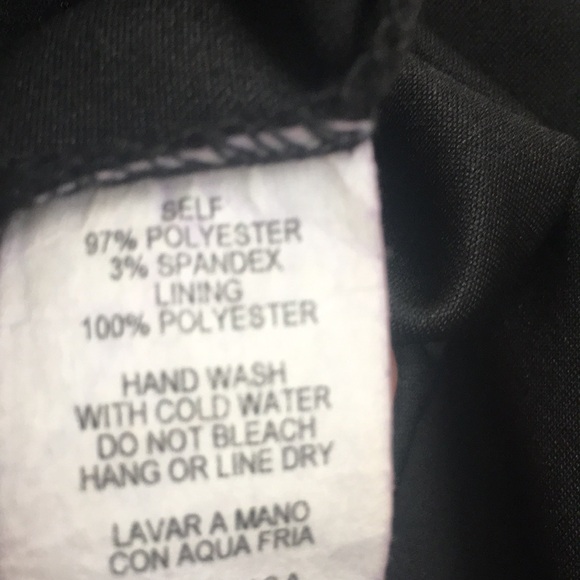 SELF
97% POLYESTER
3% SPANDEX
LINING
100% POLYESTER
HAND WASH
WITH COLD WATER
DO NOT BLEACH
HANG OR LINE DRY
LAVAR A MANO
CON AQUA FRIA